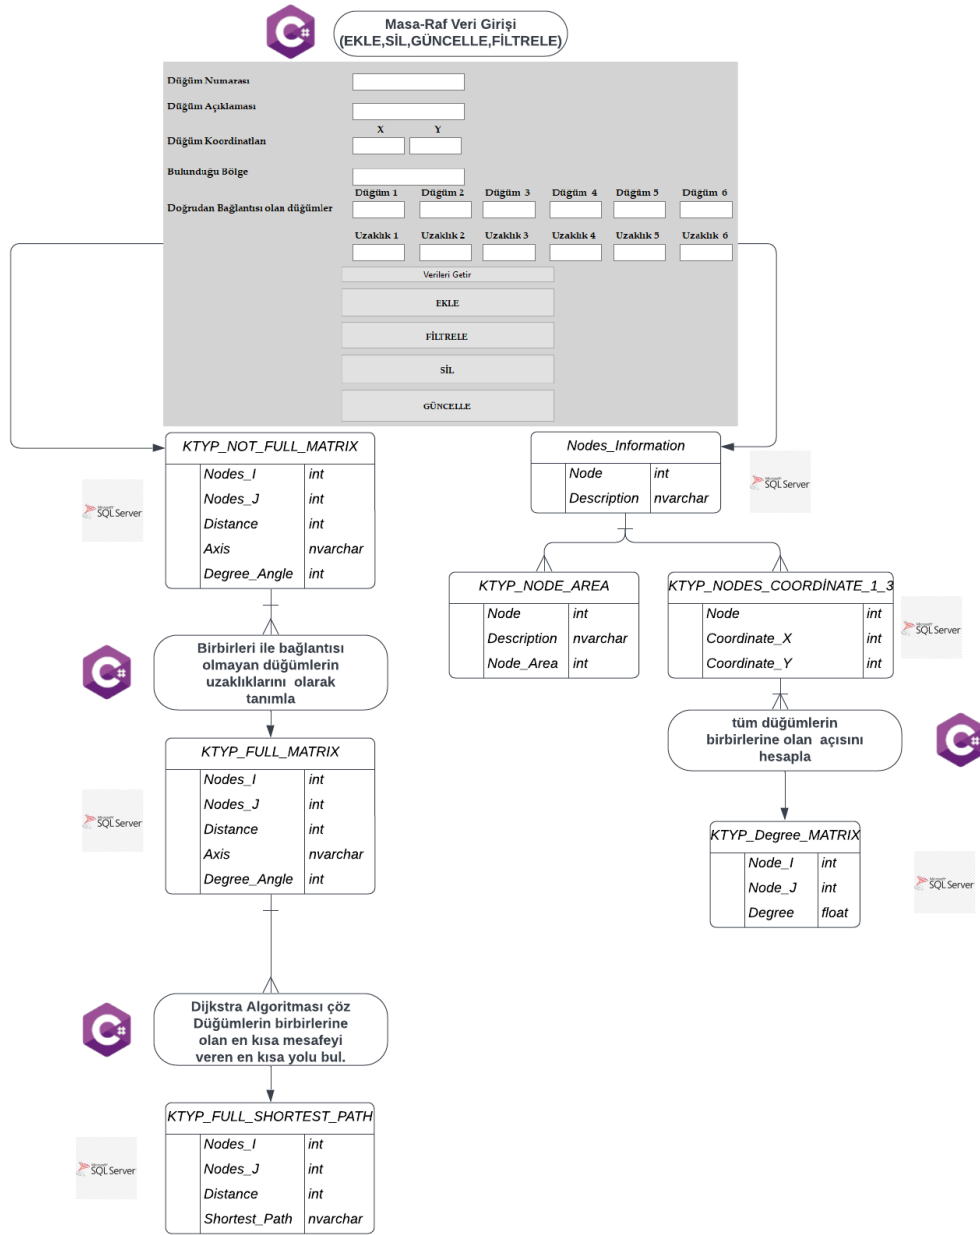 Masa-Raf Veri Girişi
(EKLE,SİL,GÜNCELLE,FİLTRELE)
Düğüm Numarası
Düğüm Açıklaması
X Y
Düğüm Koordinatları
Bulunduğu Bölge
Düğüm 1 Düğüm 2 Düğüm 3 Düğüm 4 Düğüm 5 Düğüm 6
Doğrudan Bağlantısı olan düğümler
Uzaklık 1 Uzaklık 2 Uzaklık 3 Uzaklık 4 Uzaklık 5 Uzaklık 6
Verileri Getir
EKLE
FİLTRELE
SİL
GÜNCELLE
KTYP_NOT_FULL_MATRIX
Nodes_I int
Nodes_J int
Distance int
Axis nvarchar
Degree_Angle int
Microsoft
SQL Server
Nodes_Information
Node int
Description nvarchar
Microsoft
SQL Server
KTYP_NODE_AREA
Node int
Description nvarchar
Node_Area int
KTYP_NODES_COORDİNATE_1_3
Node int
Coordinate_X int
Coordinate_Y int
Microsoft
SQL Server
C#
Birbirleri ile bağlantısı
olmayan düğümlerin
uzaklıklarını olarak
tanımla
tüm düğümlerin
birbirlerine olan açısını
hesapla
C#
KTYP_FULL_MATRIX
Nodes_I int
Nodes_J int
Distance int
Axis nvarchar
Degree_Angle int
Microsoft
SQL Server
KTYP_Degree_MATRIX
Node_I int
Node_J int
Degree float
Microsoft
SQL Server
C#
Dijkstra Algoritması çöz
Düğümlerin birbirlerine
olan en kısa mesafeyi
veren en kısa yolu bul.
KTYP_FULL_SHORTEST_PATH
Nodes_I int
Nodes_J int
Distance int
Shortest_Path nvarchar
Microsoft
SQL Server
C#